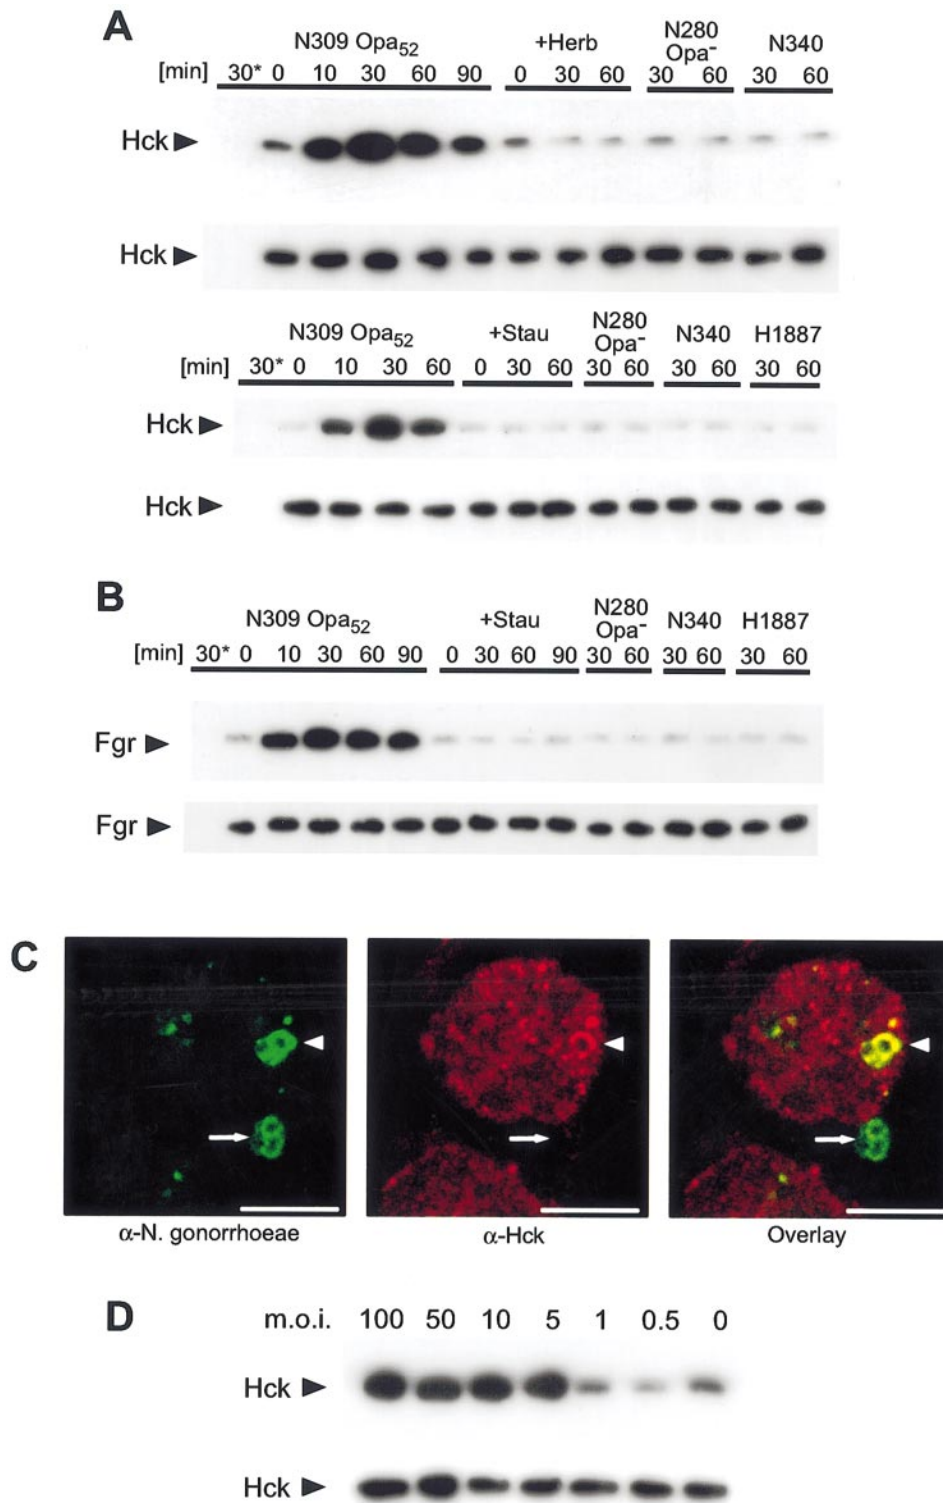 A
N309 Opa52 +Herb N280 Opa- N340
[min] 30* 0 10 30 60 90 0 30 60 30 60 30 60
Hck
Hck
N309 Opa52 +Stau N280 Opa- N340 H1887
[min] 30* 0 10 30 60 0 30 60 30 60 30 60 30 60
Hck
Hck
B
N309 Opa52 +Stau N280 Opa- N340 H1887
[min] 30* 0 10 30 60 90 0 30 60 90 30 60 30 60 30 60
Fgr
Fgr
C
α-N. gonorrhoeae α-Hck Overlay
D
m.o.i. 100 50 10 5 1 0.5 0
Hck
Hck